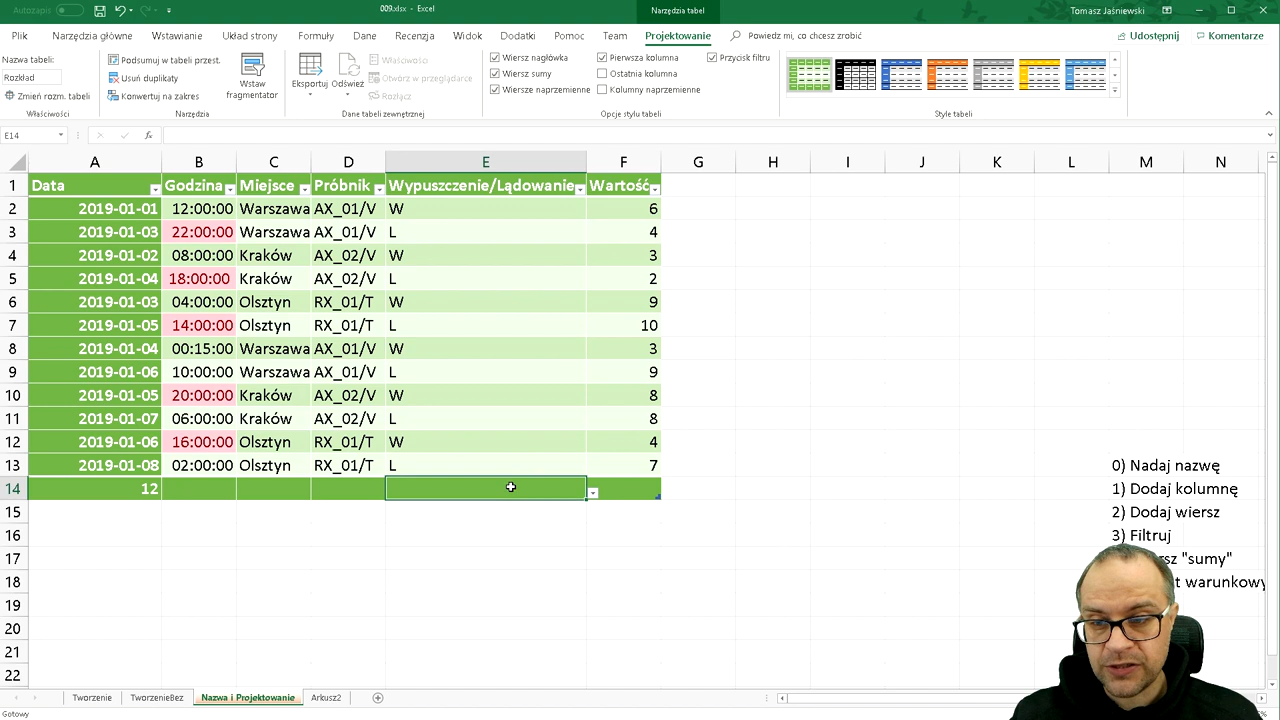 Autozapis
009.xlsx - Excel
Narzędzia tabel
Tomasz Jaśniewski
Plik Narzędzia główne Wstawianie Układ strony Formuły Dane Recenzja Widok Dodatki Pomoc Team Projektowanie Powiedz mi, co chcesz zrobić Udostępnij Komentarze
Nazwa tabeli:
Rozkład
Zmień rozm. tabeli
Właściwości
Podsumuj w tabeli przest.
Usuń duplikaty
Konwertuj na zakres
Wstaw
fragmentator
Narzędzia
Eksportuj Odśwież
Właściwości
Otwórz w przeglądarce
Rozłącz
Dane tabeli zewnętrznej
Wiersz nagłówka Pierwsza kolumna Przycisk filtru
Wiersz sumy Ostatnia kolumna
Wiersze naprzemienne Kolumny naprzemienne
Opcje stylu tabeli
Style tabeli
E14 fx
A B C D E F G H I J K L M N
1 Data Godzina Miejsce Próbnik Wypuszczenie/Lądowanie Wartość
2 2019-01-01 12:00:00 Warszawa AX_01/V W 6
3 2019-01-03 22:00:00 Warszawa AX_01/V L 4
4 2019-01-02 08:00:00 Kraków AX_02/V W 3
5 2019-01-04 18:00:00 Kraków AX_02/V L 2
6 2019-01-03 04:00:00 Olsztyn RX_01/T W 9
7 2019-01-05 14:00:00 Olsztyn RX_01/T L 10
8 2019-01-04 00:15:00 Warszawa AX_01/V W 3
9 2019-01-06 10:00:00 Warszawa AX_01/V L 9
10 2019-01-05 20:00:00 Kraków AX_02/V W 8
11 2019-01-07 06:00:00 Kraków AX_02/V L 8
12 2019-01-06 16:00:00 Olsztyn RX_01/T W 4
13 2019-01-08 02:00:00 Olsztyn RX_01/T L 7 0) Nadaj nazwę
14 12 1) Dodaj kolumnę
15 2) Dodaj wiersz
16 3) Filtruj
17 "sumy"
18 warunkowy
19
20
21
22
Tworzenie TworzenieBez Nazwa i Projektowanie Arkusz2
Gotowy